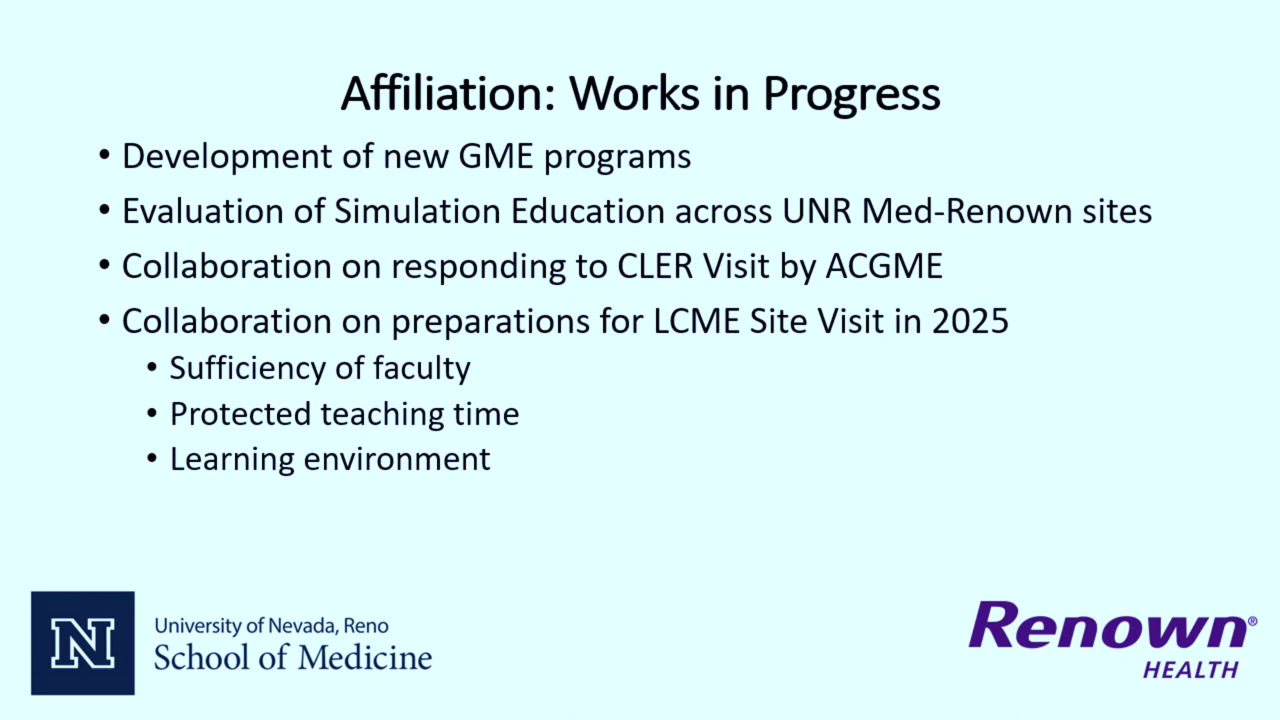 Affiliation: Works in Progress
• Development of new GME programs
• Evaluation of Simulation Education across UNR Med-Renown sites
• Collaboration on responding to CLER Visit by ACGME
• Collaboration on preparations for LCME Site Visit in 2025
• Sufficiency of faculty
• Protected teaching time
• Learning environment
N
University of Nevada, Reno
School of Medicine
Renown®
HEALTH